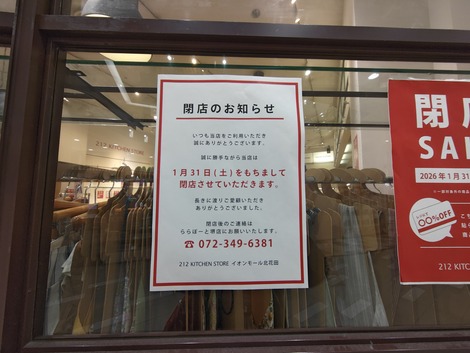 閉店のお知らせ
いつも当店をご利用いただき
誠にありがとうございます。
誠に勝手ながら当店は
1月31日(土)をもちまして
閉店させていただきます。
長きに渡りご愛顧いただき
ありがとうございました。
閉店後のご連絡は
ららぽーと堺店にお願いいたします。
☎ 072-349-6381
212 KITCHEN STORE イオンモール北花田
212 KITCHEN STORE
閉店
SA
2026年1月31
00%OFF
212 KITCHEN